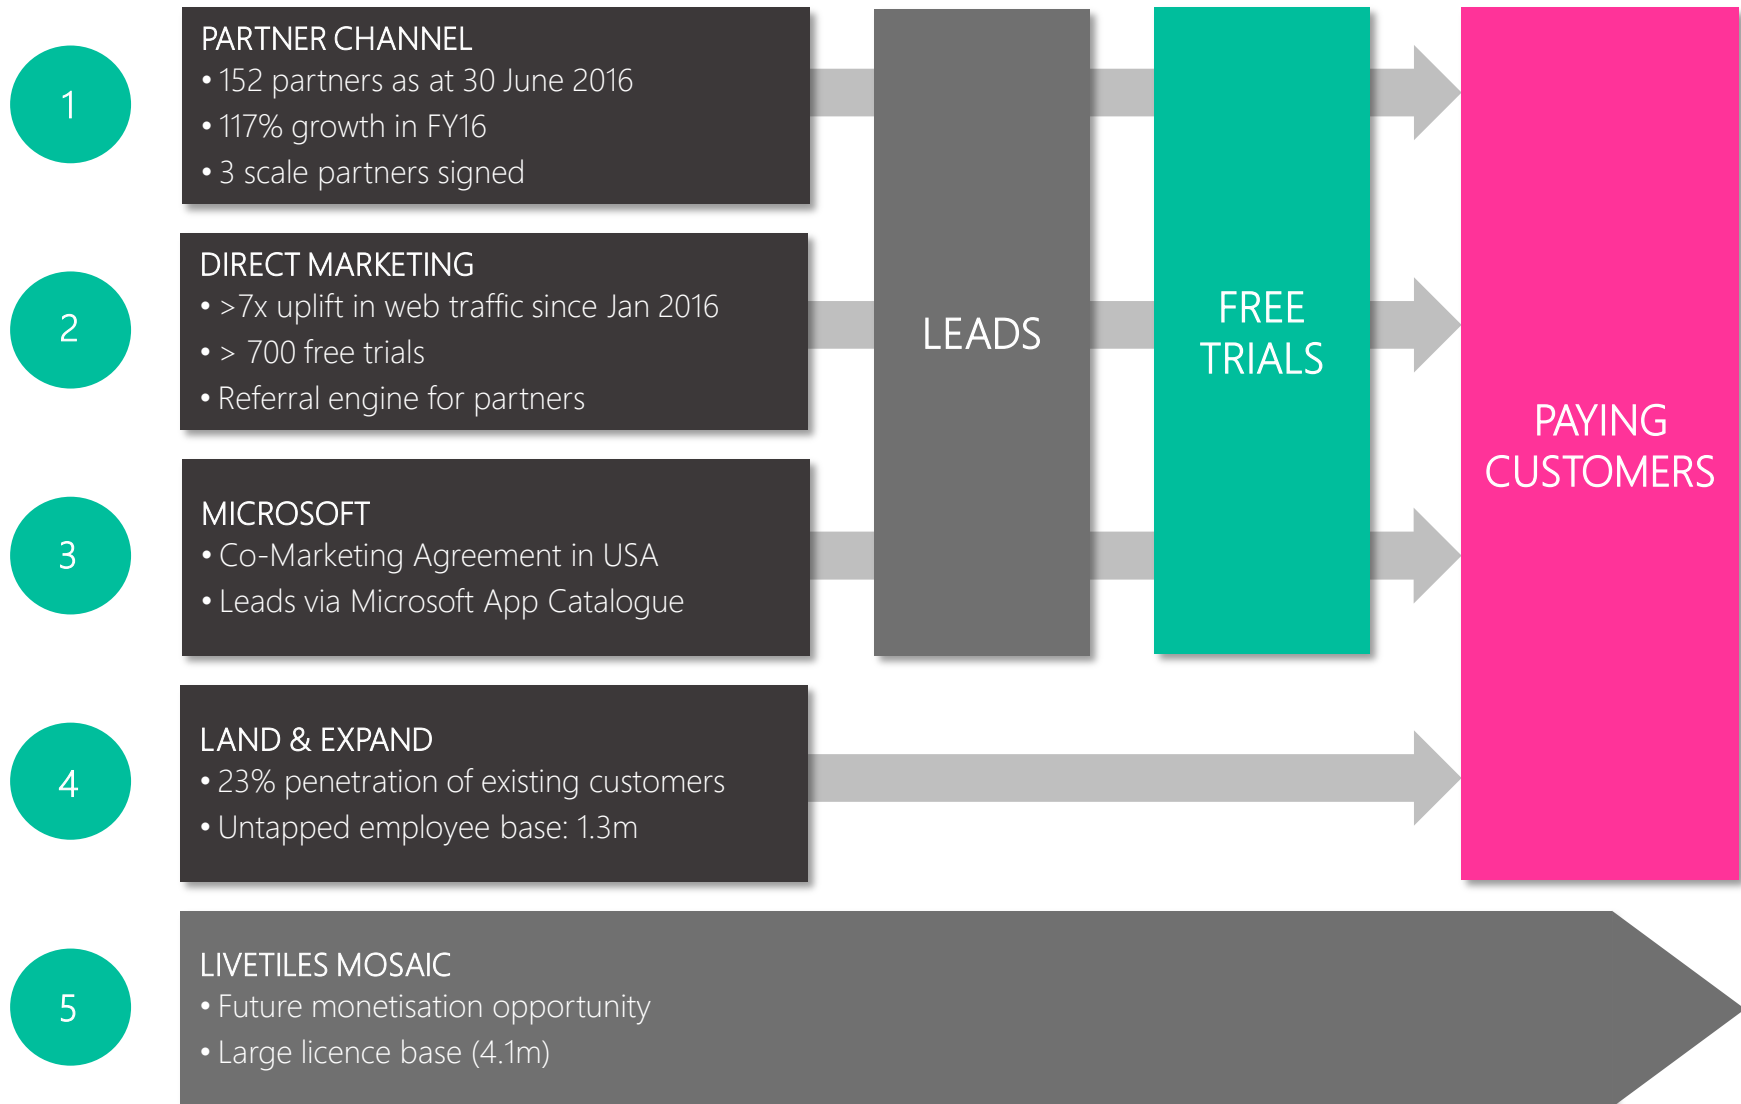 1
PARTNER CHANNEL
• 152 partners as at 30 June 2016
• 117% growth in FY16
• 3 scale partners signed
2
DIRECT MARKETING
• >7x uplift in web traffic since Jan 2016
• > 700 free trials
• Referral engine for partners
3
MICROSOFT
• Co-Marketing Agreement in USA
• Leads via Microsoft App Catalogue
4
LAND & EXPAND
• 23% penetration of existing customers
• Untapped employee base: 1.3m
LEADS
FREE
TRIALS
PAYING
CUSTOMERS
5
LIVETILES MOSAIC
• Future monetisation opportunity
• Large licence base (4.1m)